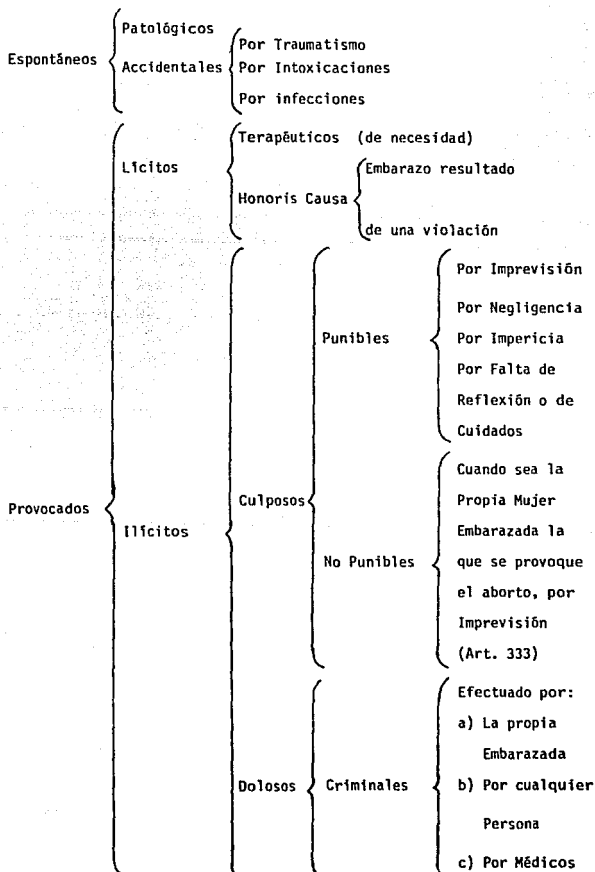 Espontáneos
Patológicos
Accidentales
Por Traumatismo
Por Intoxicaciones
Por infecciones
Provocados
Lícitos
Terapéuticos (de necesidad)
Honoris Causa
Embarazo resultado
de una violación
Ilícitos
Culposos
Punibles
Por Imprevisión
Por Negligencia
Por Impericia
Por Falta de
Reflexión o de
Cuidados
No Punibles
Cuando sea la
Propia Mujer
Embarazada la
que se provoque
el aborto, por
Imprevisión
(Art. 333)
Dolosos
Criminales
Efectuado por:
a) La propia
Embarazada
b) Por cualquier
Persona
c) Por Médicos